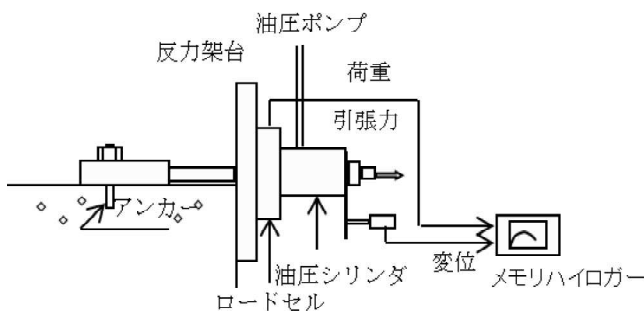 油圧ポンプ
反力架台
荷重
引張力
アンカー
油圧シリンダ
変位
メモリハイロガー
ロードセル